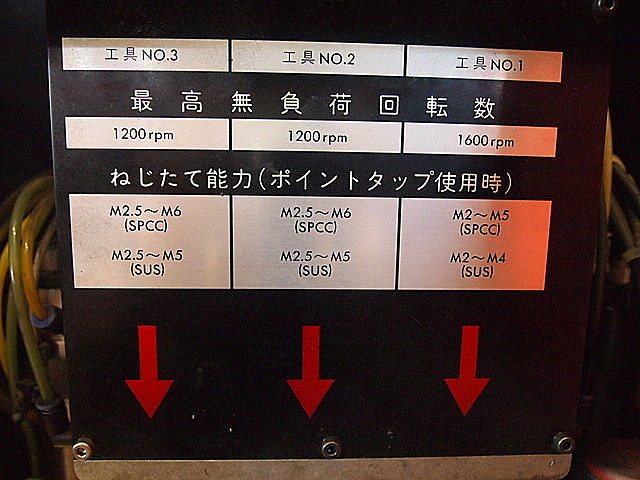 工具NO.3 工具NO.2 工具NO.1
最高無負荷回転数
1200rpm 1200rpm 1600rpm
ねじたて能力(ポイントタップ使用時)
M2.5〜M6 M2.5〜M6 M2〜M5
(SPCC) (SPCC) (SPCC)
M2.5〜M5 M2.5〜M5 M2〜M4
(SUS) (SUS) (SUS)